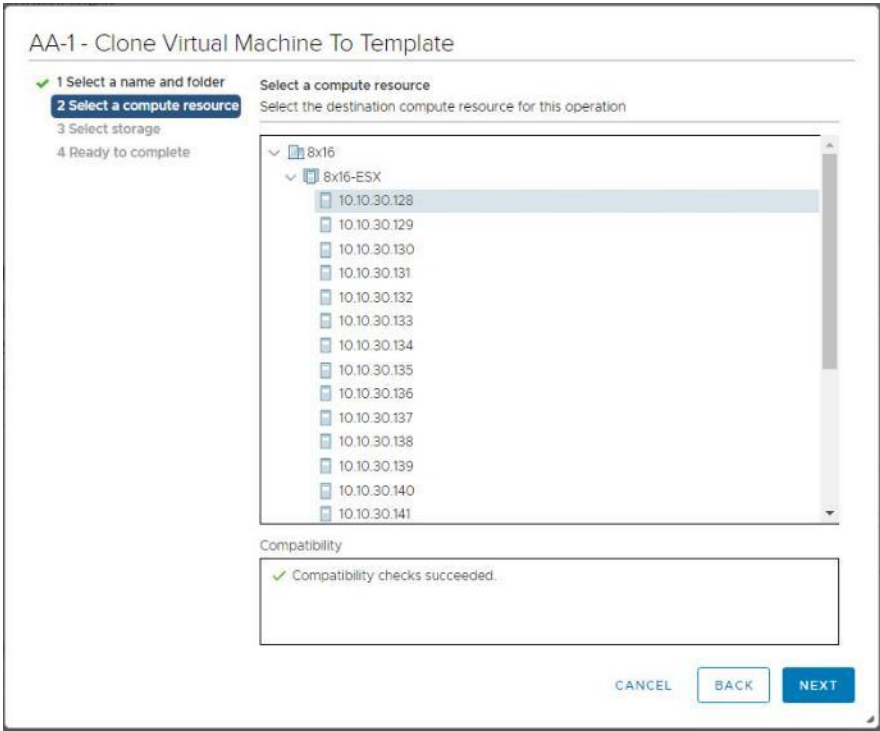 AA-1 - Clone Virtual Machine To Template
1 Select a name and folder
2 Select a compute resource
3 Select storage
4 Ready to complete
Select a compute resource
Select the destination compute resource for this operation
8x16
8x16-ESX
10.10.30.128
10.10.30.129
10.10.30.130
10.10.30.131
10.10.30.132
10.10.30.133
10.10.30.134
10.10.30.135
10.10.30.136
10.10.30.137
10.10.30.138
10.10.30.139
10.10.30.140
10.10.30.141
Compatibility
Compatibility checks succeeded.
CANCEL BACK NEXT